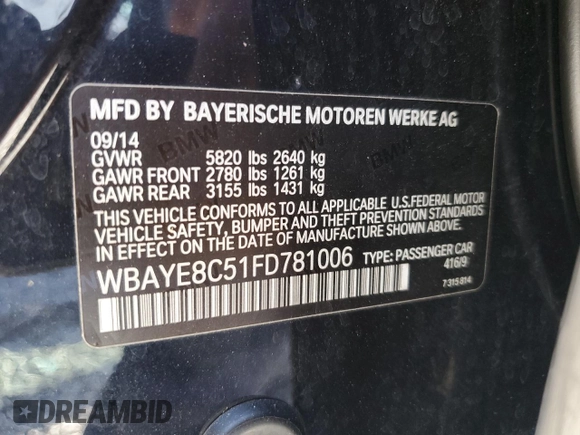 MFD BY BAYERISCHE MOTOREN WERKE AG
09/14
GVWR 5820 lbs 2640 kg
GAWR FRONT 2780 lbs 1261 kg
GAWR REAR 3155 lbs 1431 kg
THIS VEHICLE CONFORMS TO ALL APPLICABLE U.S.FEDERAL MOTOR
VEHICLE SAFETY, BUMPER AND THEFT PREVENTION STANDARDS
IN EFFECT ON THE DATE OF MANUFACTURE SHOWN ABOVE.
WBAYE8C51FD781006 TYPE: PASSENGER CAR
416/9
7 315 814
DREAMBID